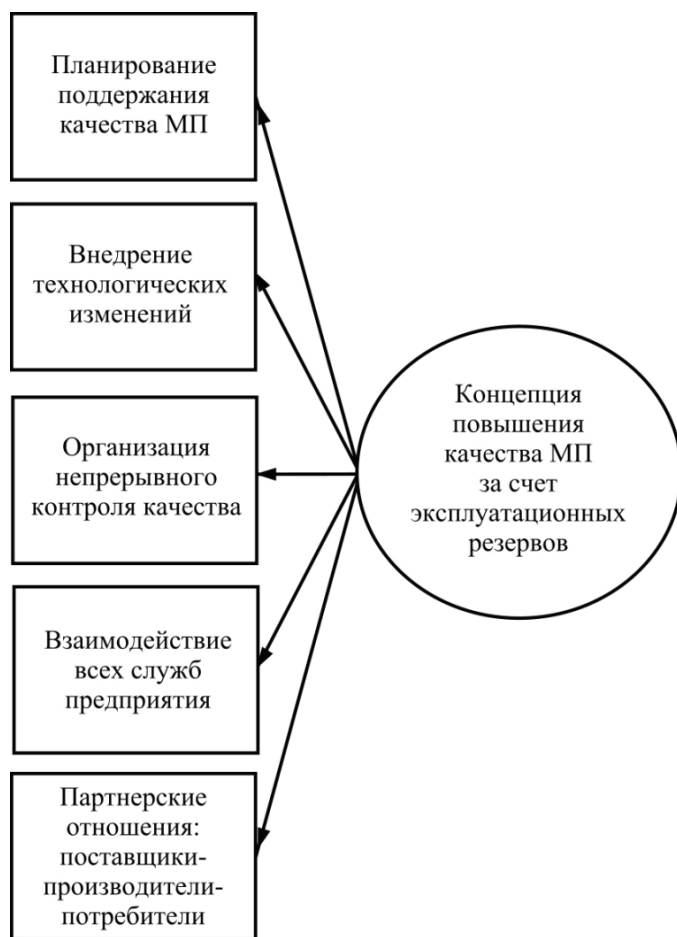 Планирование
поддержания
качества МП
Внедрение
технологических
изменений
Организация
непрерывного
контроля качества
Взаимодействие
всех служб
предприятия
Партнерские
отношения:
поставщики-
производители-
потребители
Концепция
повышения
качества МП
за счет
эксплуатационных
резервов